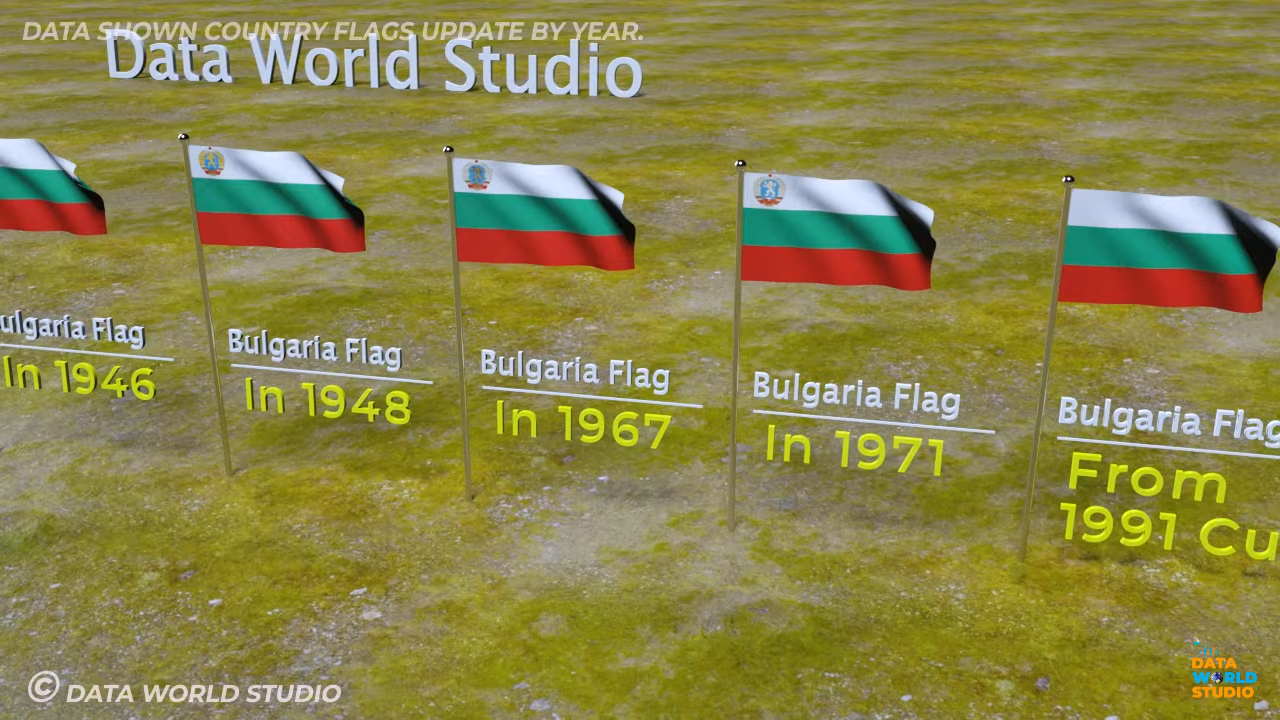 DATA SHOWN COUNTRY FLAGS UPDATE BY YEAR.
Data World Studio
ulgaria Flag
In 1946
Bulgaria Flag
In 1948
Bulgaria Flag
In 1967
Bulgaria Flag
In 1971
Bulgaria Flag
From
1991 Cu
© DATA WORLD STUDIO
DATA
WORLD
STUDIO